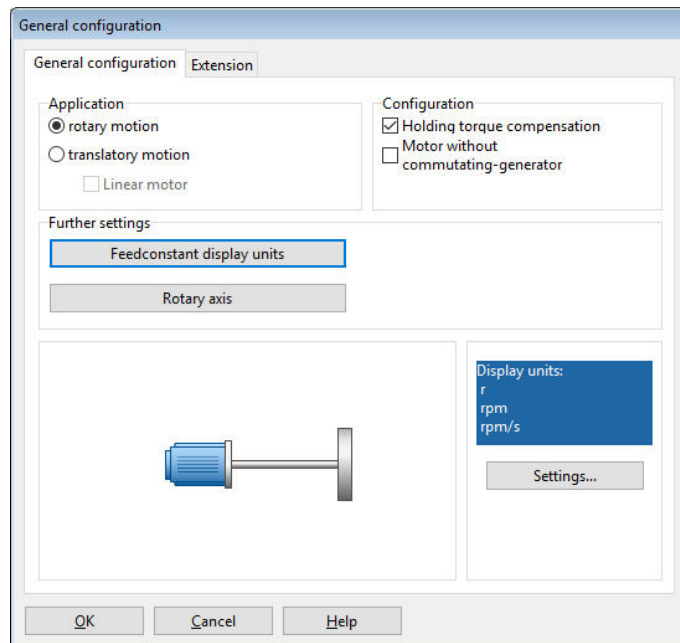 General configuration
General configuration
Extension
Application
rotary motion
translatory motion
Linear motor
Configuration
Holding torque compensation
Motor without
commutating-generator
Further settings
Feedconstant display units
Rotary axis
Display units:
r
rpm
rpm/s
Settings...
OK
Cancel
Help